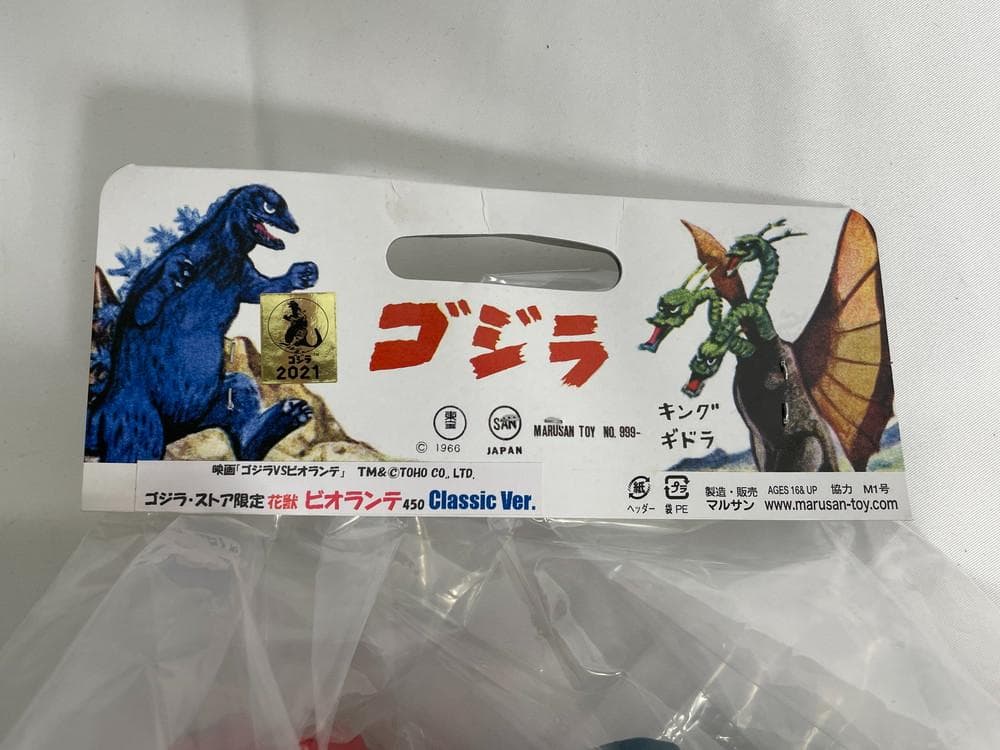 ゴジラ
ゴジラ
2021
東宝
© 1966
SAN
JAPAN
MARUSAN TOY NO. 999-
キング
ギドラ
映画「ゴジラVSビオランテ」 TM&©TOHO CO., LTD.
ゴジラ・ストア限定 花獣 ビオランテ450 Classic Ver.
紙
ヘッダー
プラ
袋 PE
製造・販売 AGES 16& UP 協力 M1号
マルサン www.marusan-toy.com